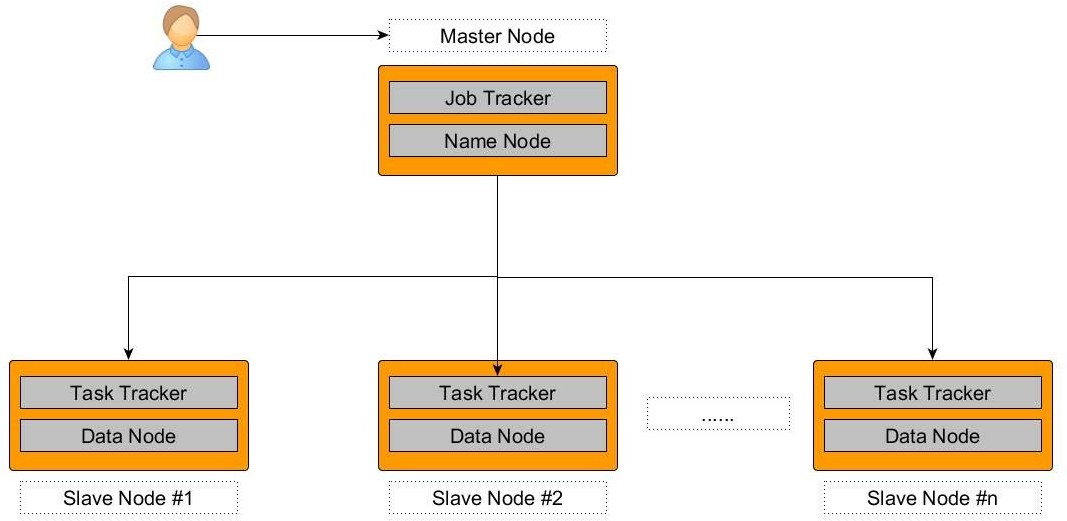 Master Node
Job Tracker
Name Node
Task Tracker
Data Node
Slave Node #1
Task Tracker
Data Node
Slave Node #2
......
Task Tracker
Data Node
Slave Node #n